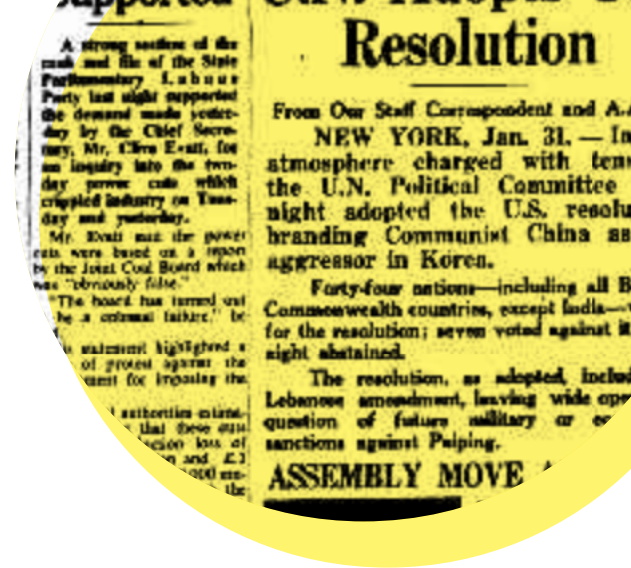 Supported
A strong section of the
rank and file of the State
Parliamentary Labour
Party last night supported
the demand made yester-
day by the Chief Secre-
tary, Mr. Clive Evatt, for
an inquiry into the two-
day power cuts which
crippled industry on Tues-
day and yesterday.
Mr. Evatt said the power
cuts were based on a report
by the Joint Coal Board which
was "obviously false."
"The board has turned out
be a colossal failure," he
statement highlighted a
of protest against the
for imposing the
authorities estima-
that these cuts
loss of
and £1
000
the
Resolution
From Our Staff Correspondent and A.A.
NEW YORK, Jan. 31. — In
atmosphere charged with tens
the U.N. Political Committee
night adopted the U.S. resolu
branding Communist China as
aggressor in Korea.
Forty-four nations—including all B
Commonwealth countries, except India—
for the resolution; seven voted against it
eight abstained.
The resolution, as adopted, includ
Lebanese amendment, leaving wide ope
question of future military or ec
sanctions against Peiping.
ASSEMBLY MOVE